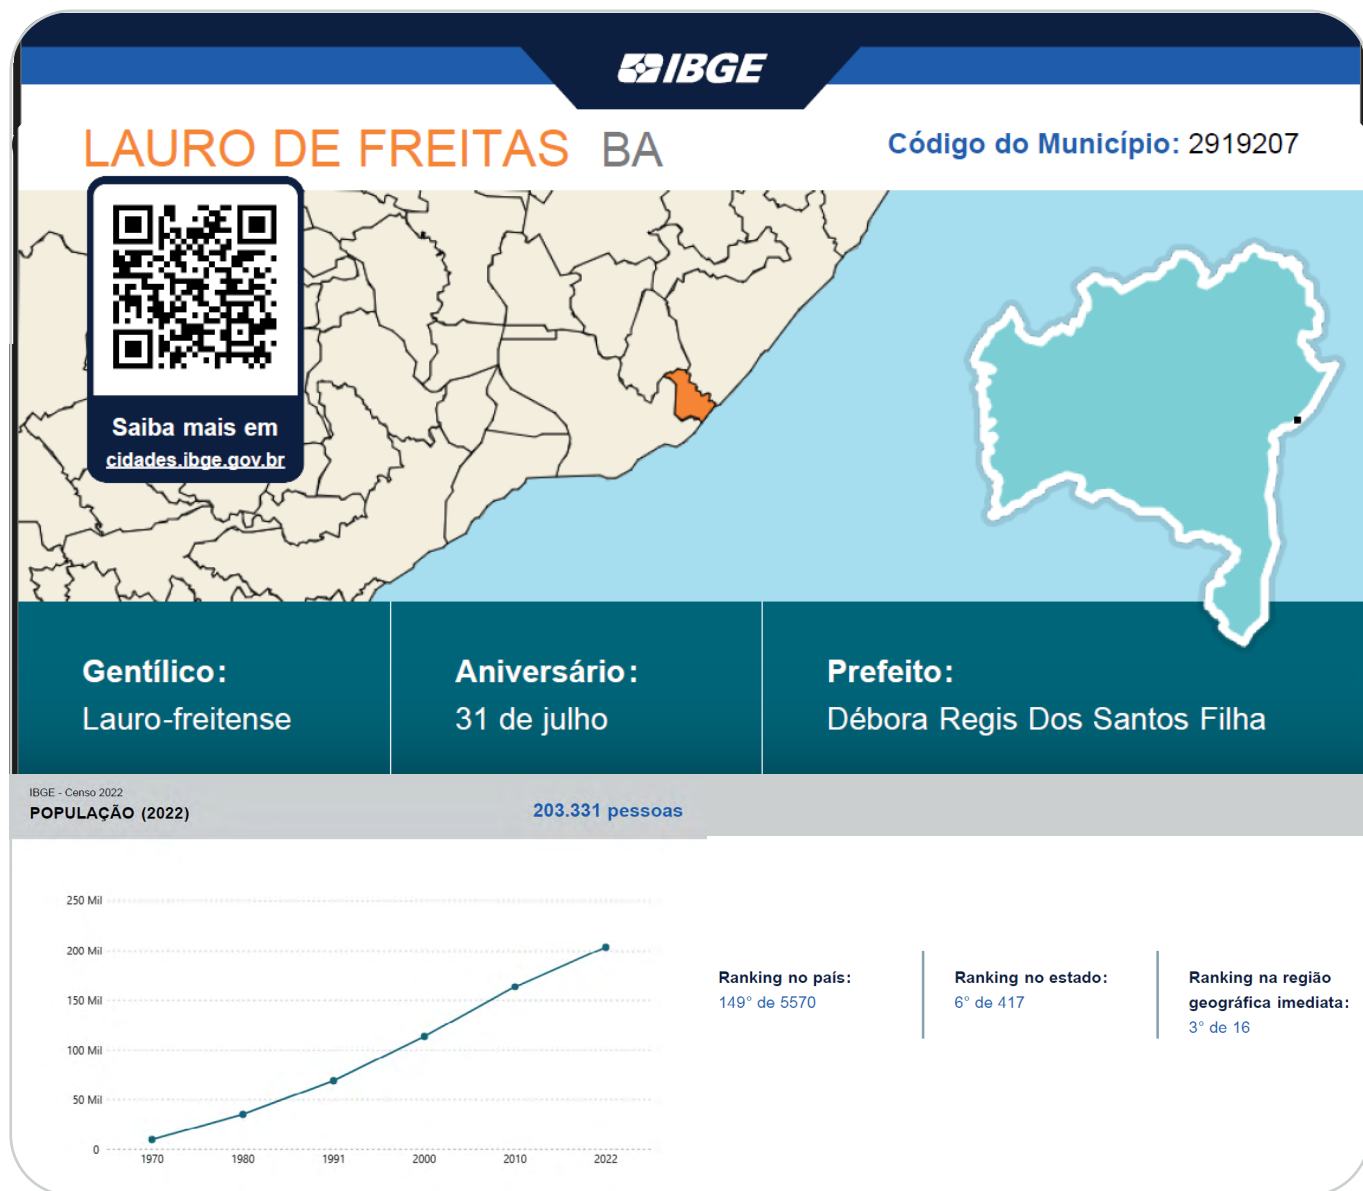 IBGE
LAURO DE FREITAS BA
Código do Município: 2919207
Saiba mais em
cidades.ibge.gov.br
Gentílico:
Lauro-freitense
Aniversário:
31 de julho
Prefeito:
Débora Regis Dos Santos Filha
IBGE - Censo 2022
POPULAÇÃO (2022)
203.331 pessoas
250 Mil
200 Mil
150 Mil
100 Mil
50 Mil
0
1970 1980 1991 2000 2010 2022
Ranking no país:
149° de 5570
Ranking no estado:
6° de 417
Ranking na região
geográfica imediata:
3° de 16